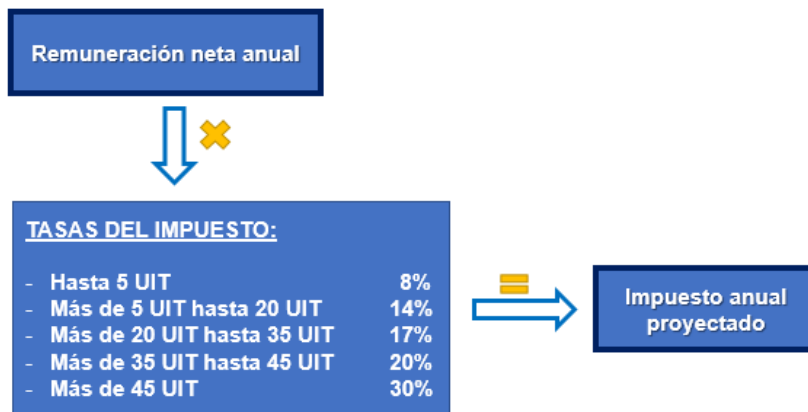 Remuneración neta anual
TASAS DEL IMPUESTO:
- Hasta 5 UIT 8%
- Más de 5 UIT hasta 20 UIT 14%
- Más de 20 UIT hasta 35 UIT 17%
- Más de 35 UIT hasta 45 UIT 20%
- Más de 45 UIT 30%
Impuesto anual
proyectado